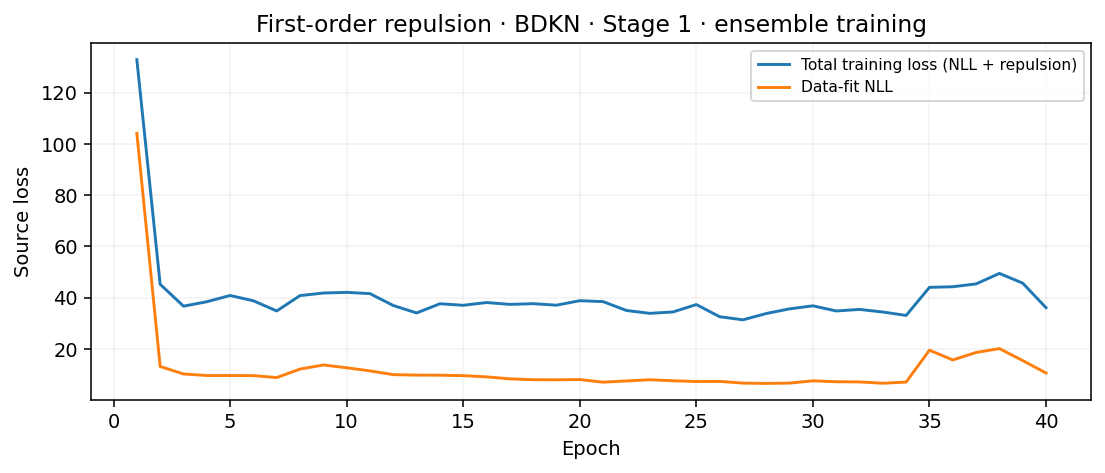 First-order repulsion · BDKN · Stage 1 · ensemble training
Total training loss (NLL + repulsion)
Data-fit NLL
Source loss
120
100
80
60
40
20
0 5 10 15 20 25 30 35 40
Epoch